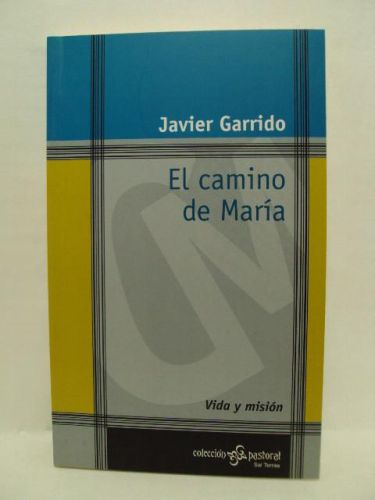 Javier Garrido
El camino
de María
Vida y misión
colección pastoral
Sal Terrae